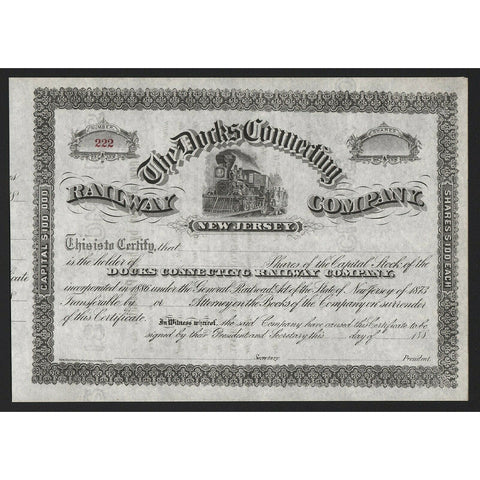 NUMBER
222
SHARES
The Docks Connecting
RAILWAY COMPANY
(NEW JERSEY)
CAPITAL $100,000
SHARES $100 EACH
This is to Certify, that
is the holder of Shares of the Capital Stock of the
DOCKS CONNECTING RAILWAY COMPANY,
incorporated in 1886 under the General Railroad Act of the State of New Jersey of 1873
Transferable by or Attorney on the Books of the Company on surrender
of this Certificate.
In Witness whereof, the said Company have caused this Certificate to be
signed by their President and Secretary this day of 188
Secretary President